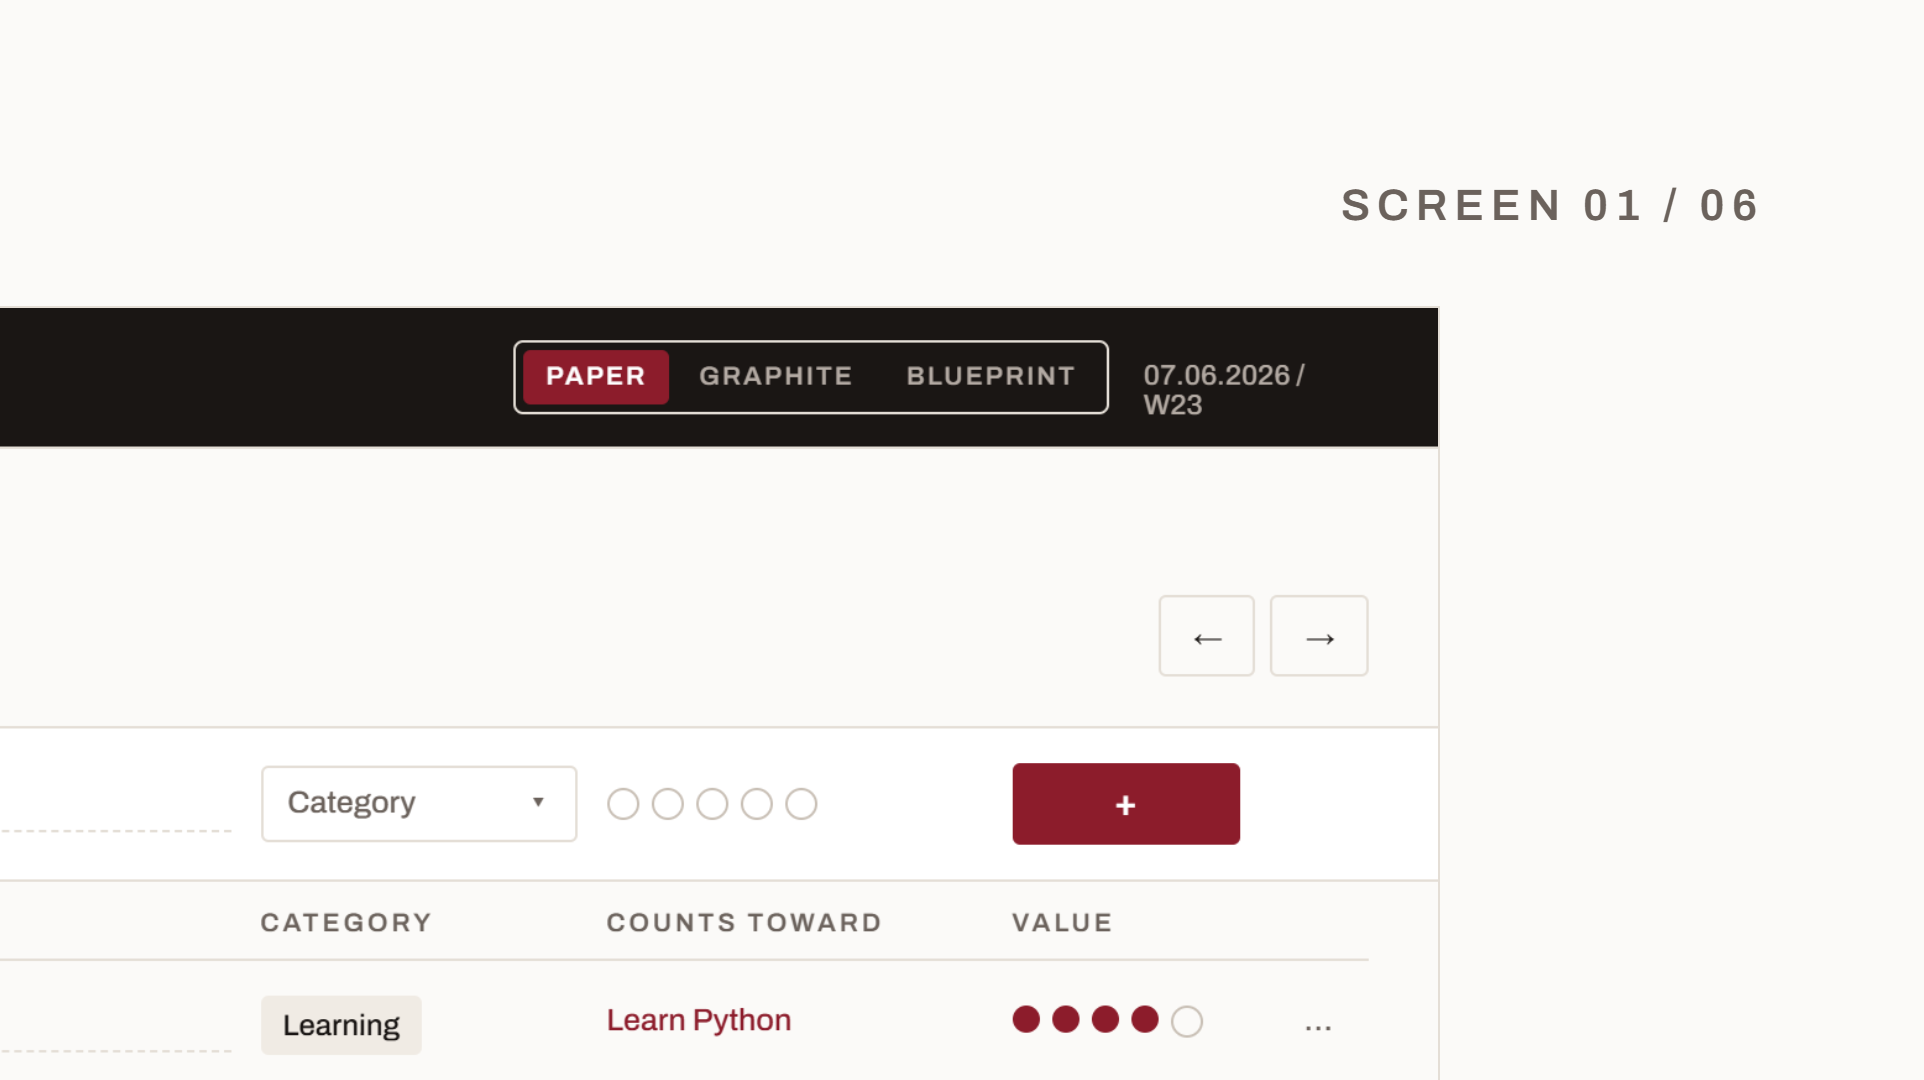 SCREEN 01 / 06
PAPER GRAPHITE BLUEPRINT
07.06.2026 /
W23
← →
Category ▼
+
CATEGORY COUNTS TOWARD VALUE
Learning Learn Python ...